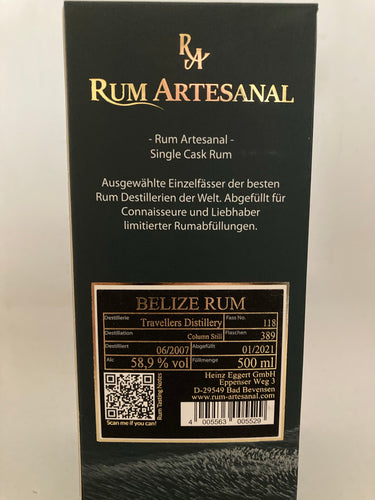 RA
RUM ARTESANAL
- Rum Artesanal -
Single Cask Rum
Ausgewählte Einzelfässer der besten
Rum Destillerien der Welt. Abgefüllt für
Connaisseure und Liebhaber
limitierter Rumabfüllungen.
BELIZE RUM
Destillerie Travellers Distillery Fass No. 118
Destillation Column Still Flaschen 389
Destilliert 06/2007 Abgefüllt 01/2021
Alc 58,9 % vol Füllmenge 500 ml
Heinz Eggert GmbH
Eppenser Weg 3
D-29549 Bad Bevensen
www.rum-artesanal.com
Rum Tasting Notes
Scan me if you can!
4 005563 005529